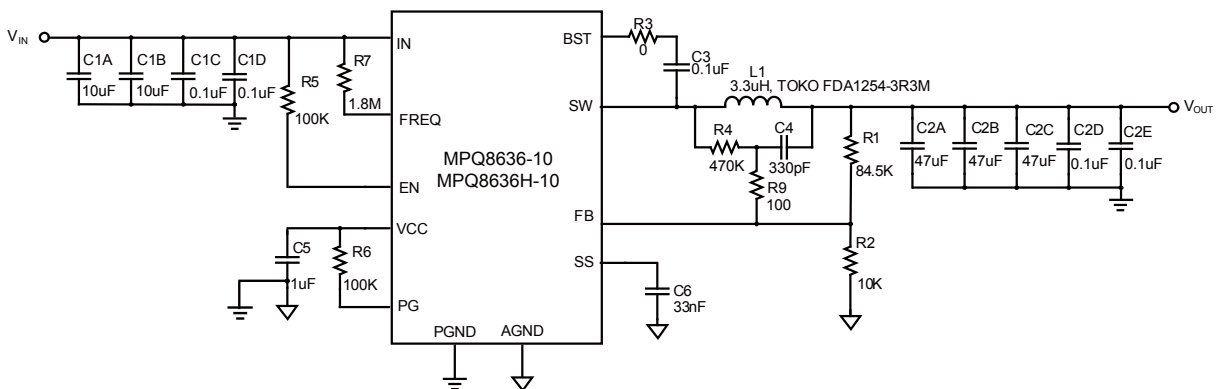 V_IN
C1A
10uF
C1B
10uF
C1C
0.1uF
C1D
0.1uF
R5
100K
R7
1.8M
IN
FREQ
EN
VCC
PG
C5
1uF
R6
100K
MPQ8636-10
MPQ8636H-10
PGND
AGND
BST
SW
FB
SS
R3
0
C3
0.1uF
L1
3.3uH, TOKO FDA1254-3R3M
R4
470K
C4
330pF
R9
100
R1
84.5K
R2
10K
C6
33nF
C2A
47uF
C2B
47uF
C2C
47uF
C2D
0.1uF
C2E
0.1uF
V_OUT